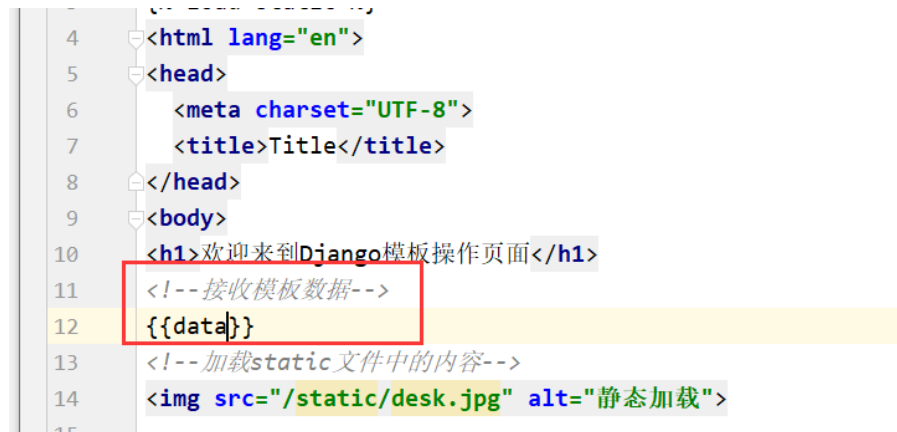 4 <html lang="en">
5 <head>
6 <meta charset="UTF-8">
7 <title>Title</title>
8 </head>
9 <body>
10 <h1>欢迎来到Django模板操作页面</h1>
11 <!--接收模板数据-->
12 {{data}}
13 <!--加载static文件中的内容-->
14 <img src="/static/desk.jpg" alt="静态加载">